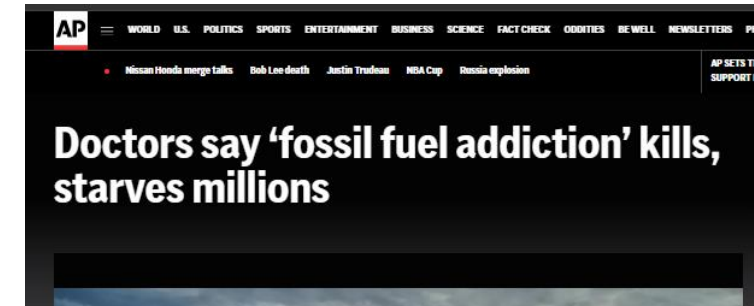 AP WORLD U.S. POLITICS SPORTS ENTERTAINMENT BUSINESS SCIENCE FACT CHECK ODDITIES BE WELL NEWSLETTERS
Nissan Honda merge talks Bob Lee death Justin Trudeau NBA Cup Russia explosion
AP SETS
SUPPORT
Doctors say ‘fossil fuel addiction’ kills,
starves millions